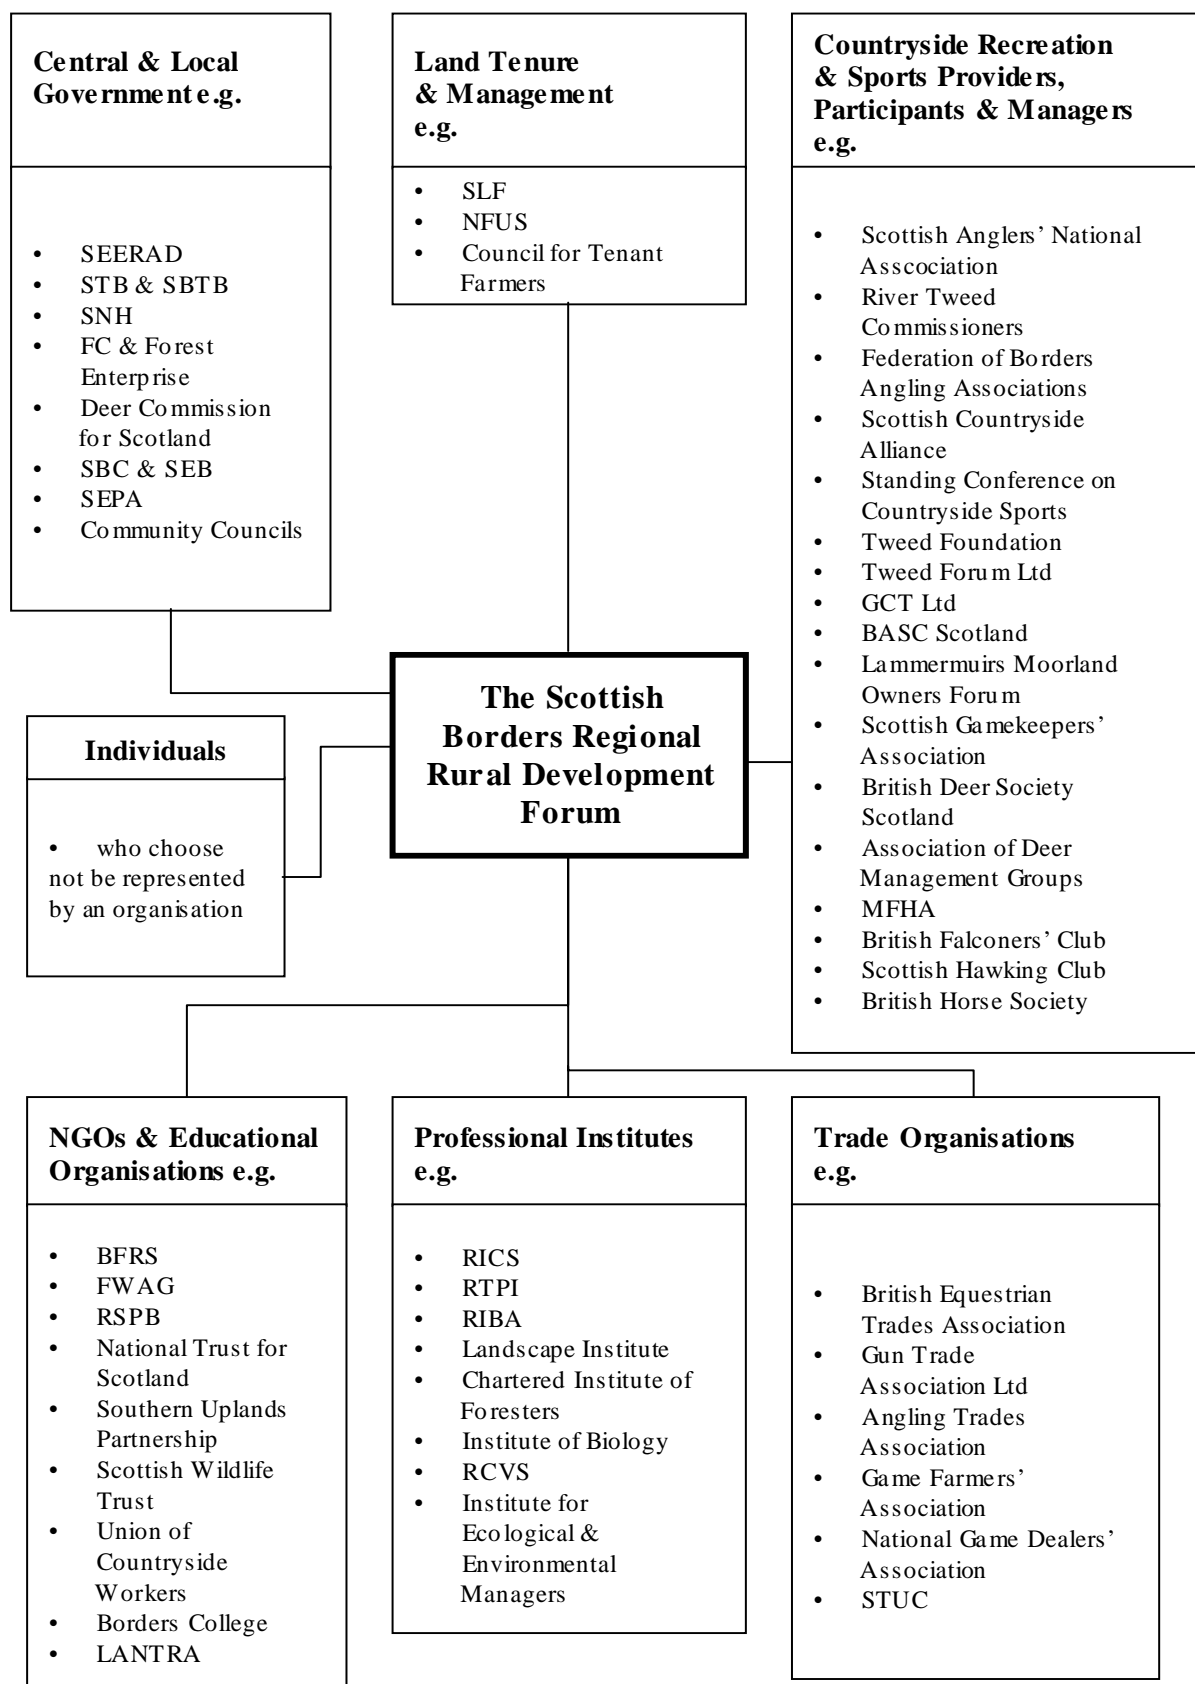 Central & Local
Government e.g.
• SEERAD
• STB & SBTB
• SNH
• FC & Forest
Enterprise
• Deer Commission
for Scotland
• SBC & SEB
• SEPA
• Community Councils
Land Tenure
& Management
e.g.
• SLF
• NFUS
• Council for Tenant
Farmers
Countryside Recreation
& Sports Providers,
Participants & Managers
e.g.
• Scottish Anglers’ National
Asscociation
• River Tweed
Commissioners
• Federation of Borders
Angling Associations
• Scottish Countryside
Alliance
• Standing Conference on
Countryside Sports
• Tweed Foundation
• Tweed Forum Ltd
• GCT Ltd
• BASC Scotland
• Lammermuirs Moorland
Owners Forum
• Scottish Gamekeepers’
Association
• British Deer Society
Scotland
• Association of Deer
Management Groups
• MFHA
• British Falconers’ Club
• Scottish Hawking Club
• British Horse Society
The Scottish
Borders Regional
Rural Development
Forum
Individuals
• who choose
not be represented
by an organisation
NGOs & Educational
Organisations e.g.
• BFRS
• FWAG
• RSPB
• National Trust for
Scotland
• Southern Uplands
Partnership
• Scottish Wildlife
Trust
• Union of
Countryside
Workers
• Borders College
• LANTRA
Professional Institutes
e.g.
• RICS
• RTPI
• RIBA
• Landscape Institute
• Chartered Institute of
Foresters
• Institute of Biology
• RCVS
• Institute for
Ecological &
Environmental
Managers
Trade Organisations
e.g.
• British Equestrian
Trades Association
• Gun Trade
Association Ltd
• Angling Trades
Association
• Game Farmers’
Association
• National Game Dealers’
Association
• STUC